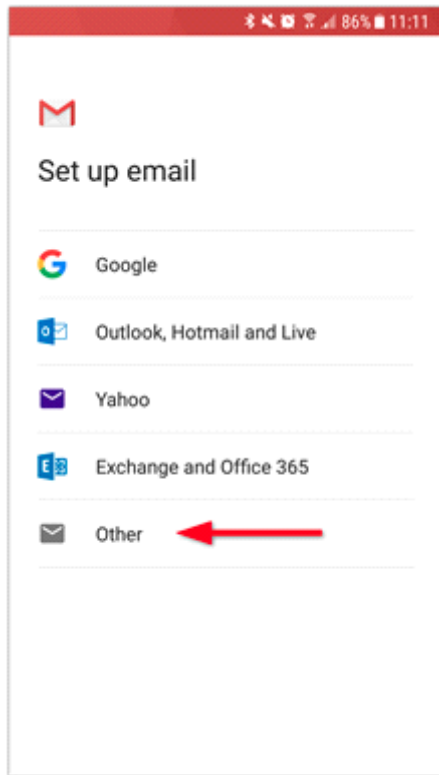 86% 11:11
Set up email
Google
Outlook, Hotmail and Live
Yahoo
Exchange and Office 365
Other